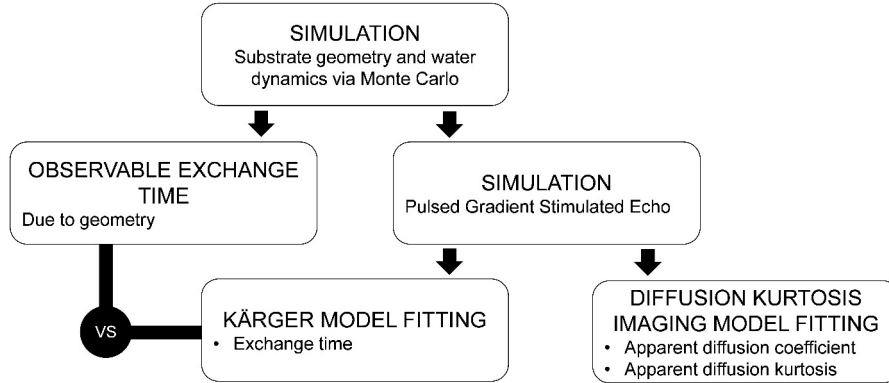 SIMULATION
Substrate geometry and water
dynamics via Monte Carlo
OBSERVABLE EXCHANGE
TIME
Due to geometry
SIMULATION
Pulsed Gradient Stimulated Echo
VS
KÄRGER MODEL FITTING
• Exchange time
DIFFUSION KURTOSIS
IMAGING MODEL FITTING
• Apparent diffusion coefficient
• Apparent diffusion kurtosis